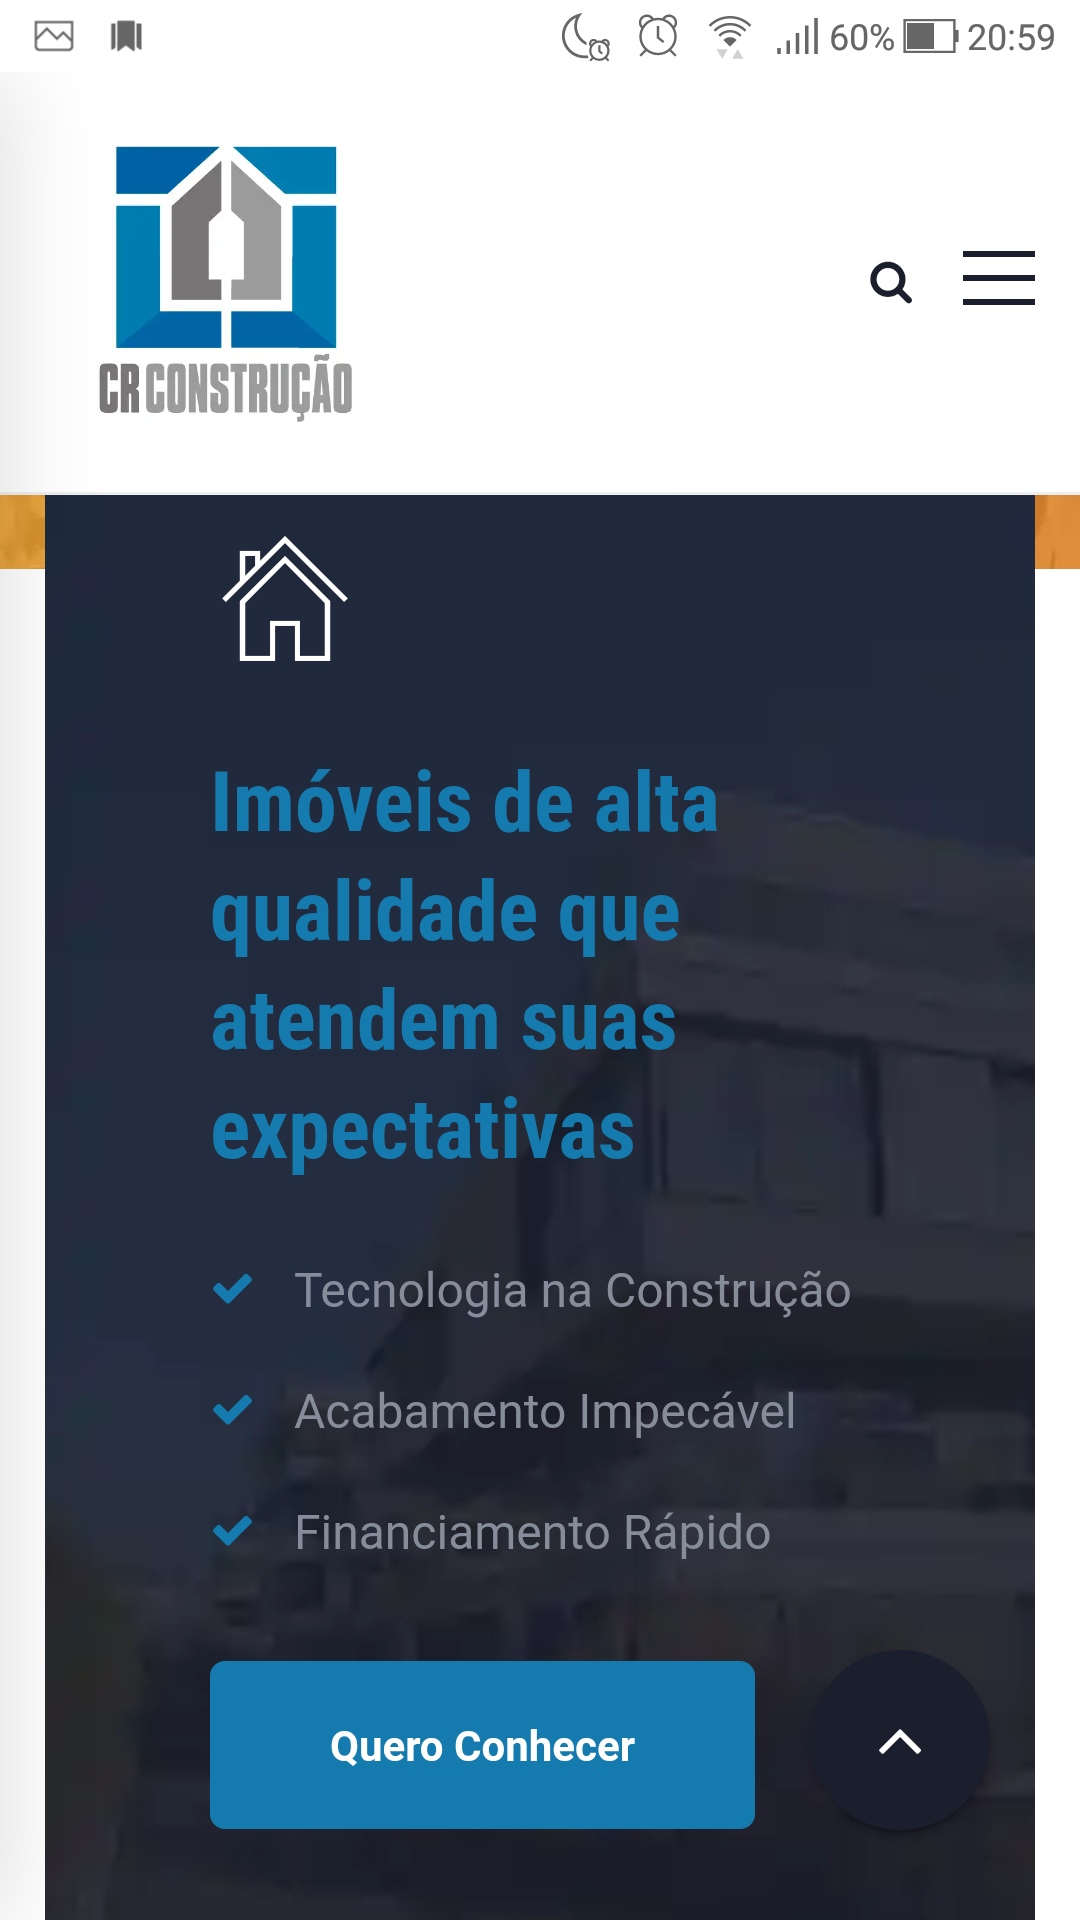 60% 20:59
CR CONSTRUÇÃO
Imóveis de alta
qualidade que
atendem suas
expectativas
Tecnologia na Construção
Acabamento Impecável
Financiamento Rápido
Quero Conhecer